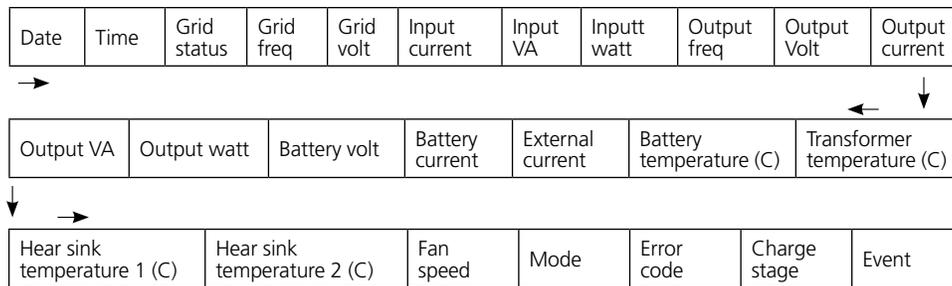 Date
Time
Grid
status
Grid
freq
Grid
volt
Input
current
Input
VA
Inputt
watt
Output
freq
Output
Volt
Output
current
Output VA
Output watt
Battery volt
Battery
current
External
current
Battery
temperature (C)
Transformer
temperature (C)
Hear sink
temperature 1 (C)
Hear sink
temperature 2 (C)
Fan
speed
Mode
Error
code
Charge
stage
Event